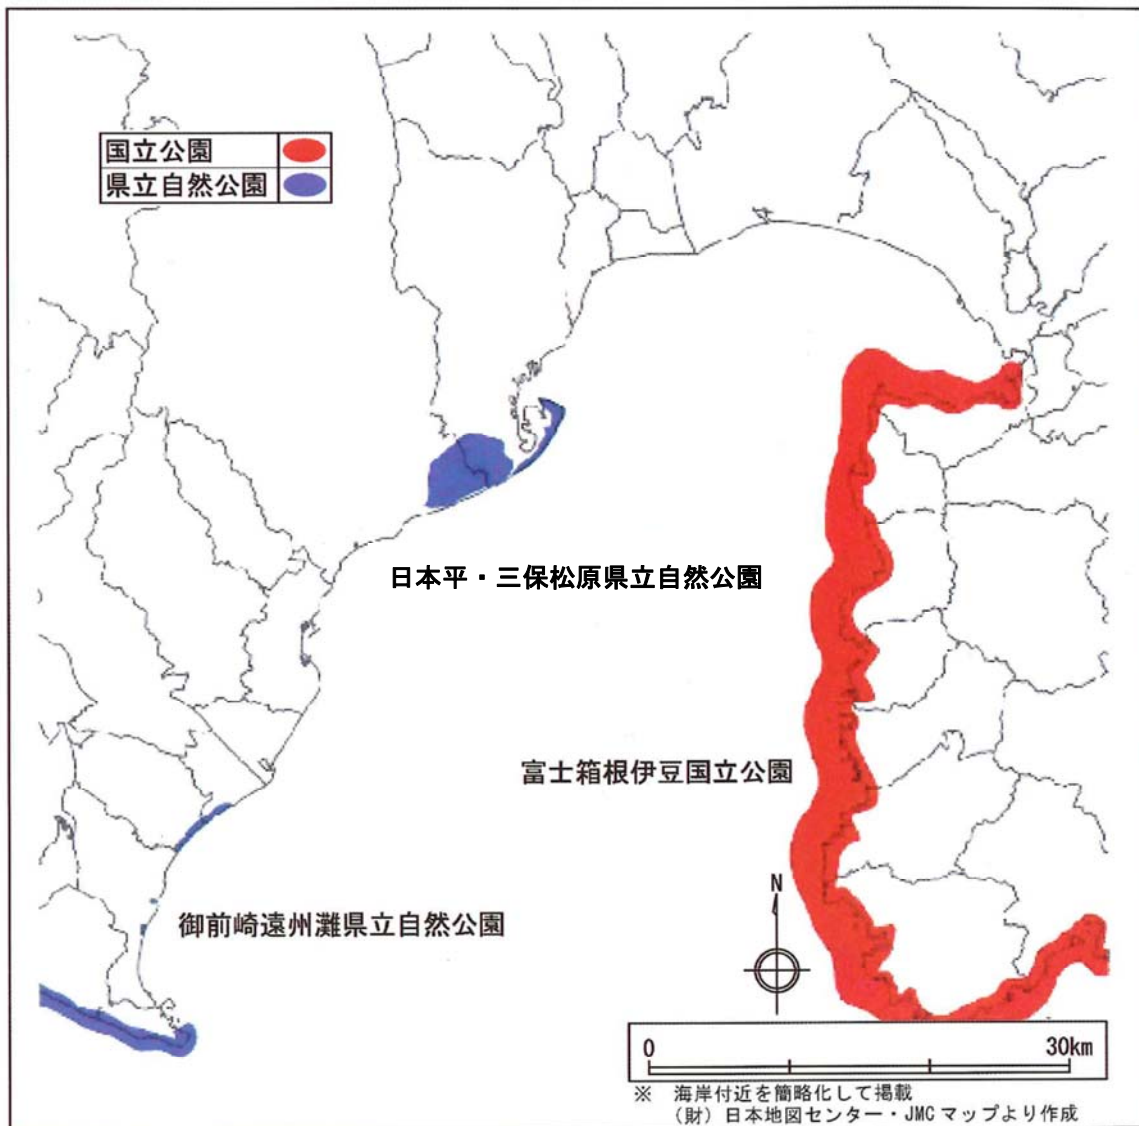 国立公園
県立自然公園
日本平・三保松原県立自然公園
富士箱根伊豆国立公園
御前崎遠州灘県立自然公園
N
0 30km
※ 海岸付近を簡略化して掲載
（財）日本地図センター・JMCマップより作成